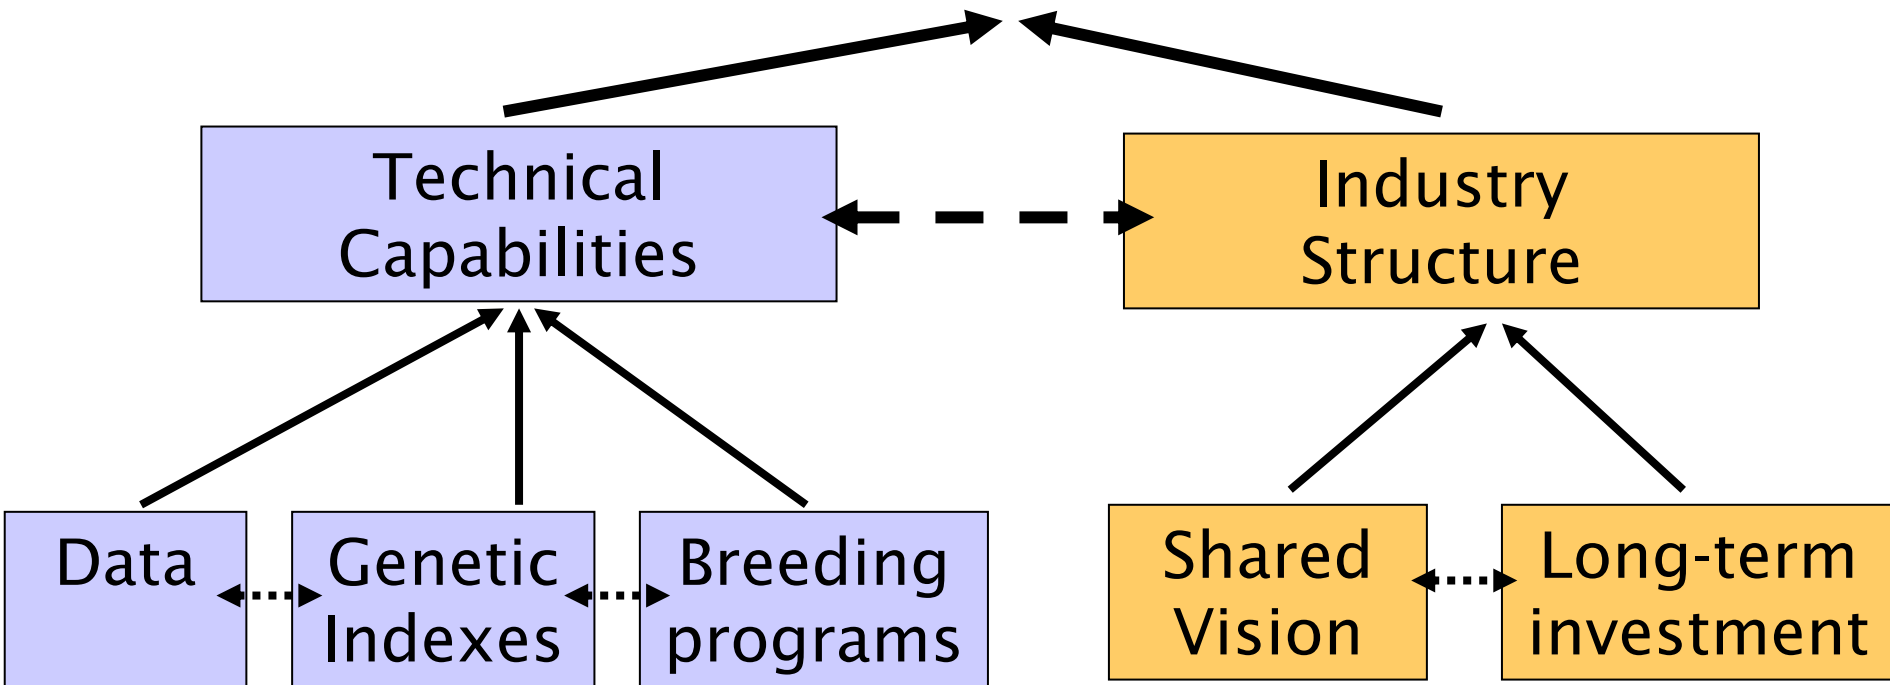 Technical
Capabilities
Industry
Structure
Data
Genetic
Indexes
Breeding
programs
Shared
Vision
Long-term
investment